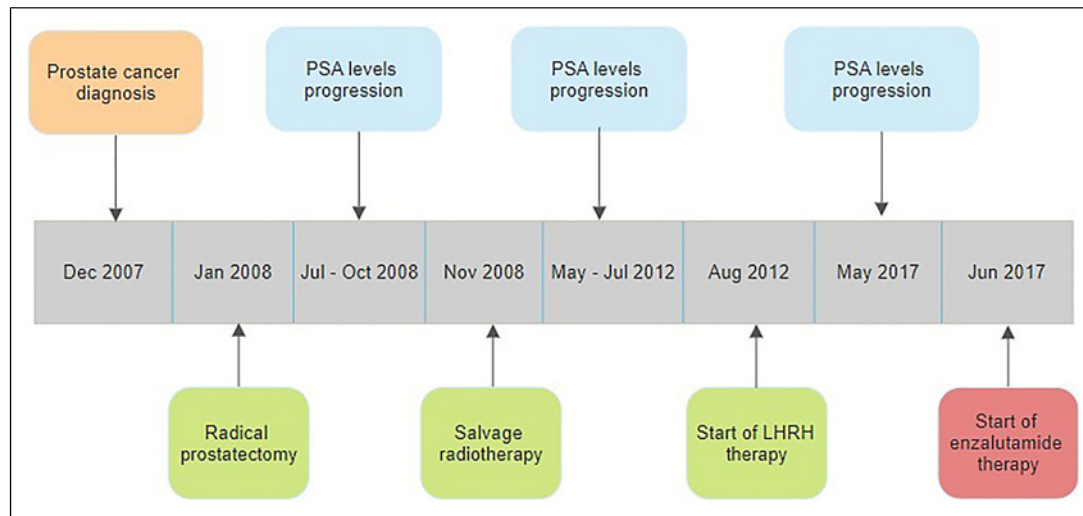 Prostate cancer
diagnosis
PSA levels
progression
PSA levels
progression
PSA levels
progression
Dec 2007
Jan 2008
Jul - Oct 2008
Nov 2008
May - Jul 2012
Aug 2012
May 2017
Jun 2017
Radical
prostatectomy
Salvage
radiotherapy
Start of LHRH
therapy
Start of
enzalutamide
therapy